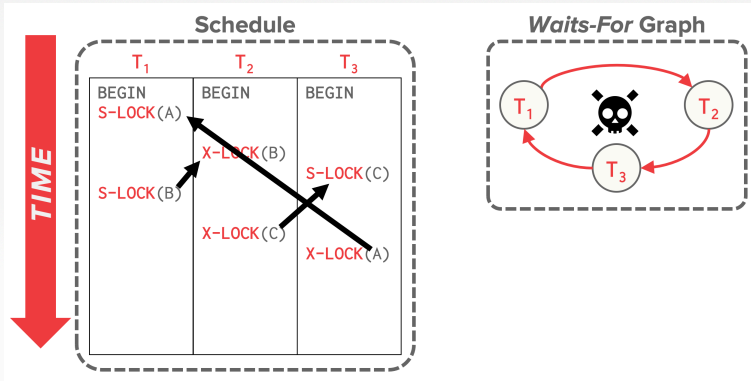 Schedule
T1 T2 T3
BEGIN BEGIN BEGIN
S-LOCK(A)
X-LOCK(B)
S-LOCK(C)
S-LOCK(B)
X-LOCK(C)
X-LOCK(A)
TIME
Waits-For Graph
T1
T2
T3